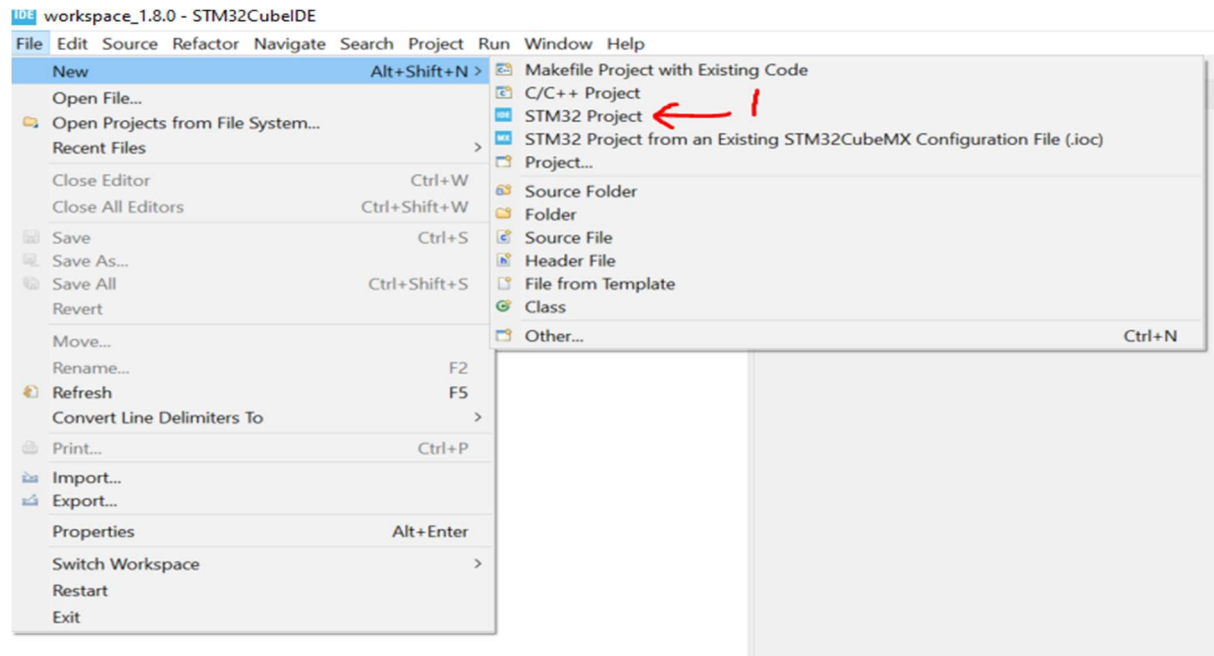 IDE workspace_1.8.0 - STM32CubeIDE
File Edit Source Refactor Navigate Search Project Run Window Help
New Alt+Shift+N >
Open File...
Open Projects from File System...
Recent Files >
Close Editor Ctrl+W
Close All Editors Ctrl+Shift+W
Save Ctrl+S
Save As...
Save All Ctrl+Shift+S
Revert
Move...
Rename... F2
Refresh F5
Convert Line Delimiters To >
Print... Ctrl+P
Import...
Export...
Properties Alt+Enter
Switch Workspace >
Restart
Exit
Makefile Project with Existing Code
C/C++ Project
IDE STM32 Project 1
MX STM32 Project from an Existing STM32CubeMX Configuration File (.ioc)
Project...
Source Folder
Folder
Source File
Header File
File from Template
Class
Other... Ctrl+N